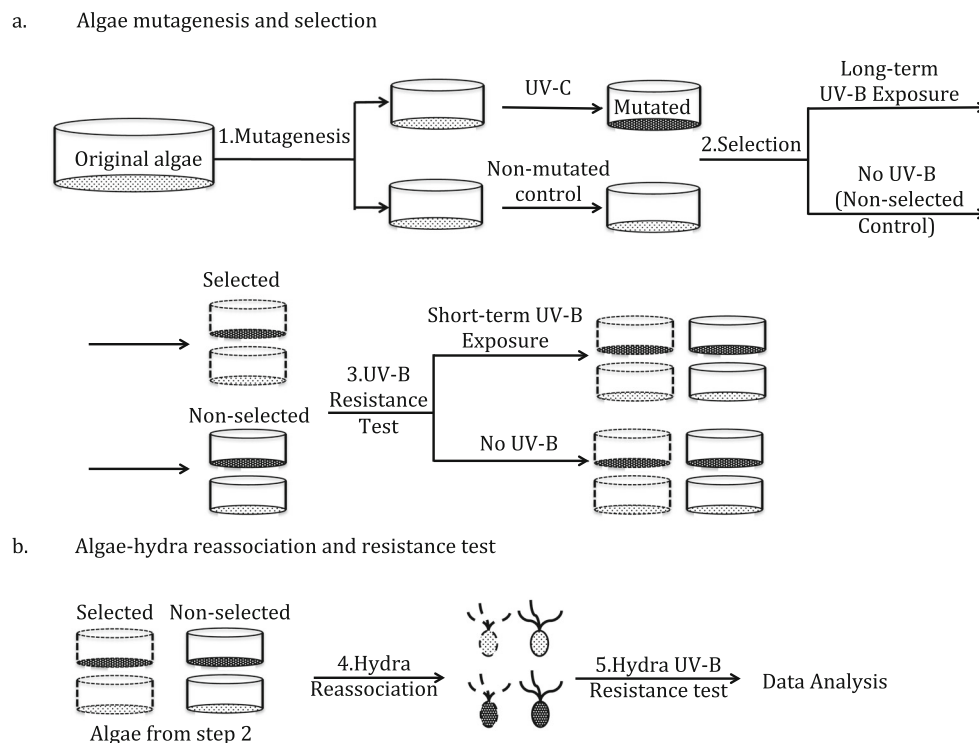 a. Algae mutagenesis and selection
Original algae
1.Mutagenesis
UV-C
Mutated
Non-mutated
control
2.Selection
Long-term
UV-B Exposure
No UV-B
(Non-selected
Control)
Selected
Non-selected
3.UV-B
Resistance
Test
Short-term UV-B
Exposure
No UV-B
b. Algae-hydra reassociation and resistance test
Selected Non-selected
Algae from step 2
4.Hydra
Reassociation
5.Hydra UV-B
Resistance test
Data Analysis